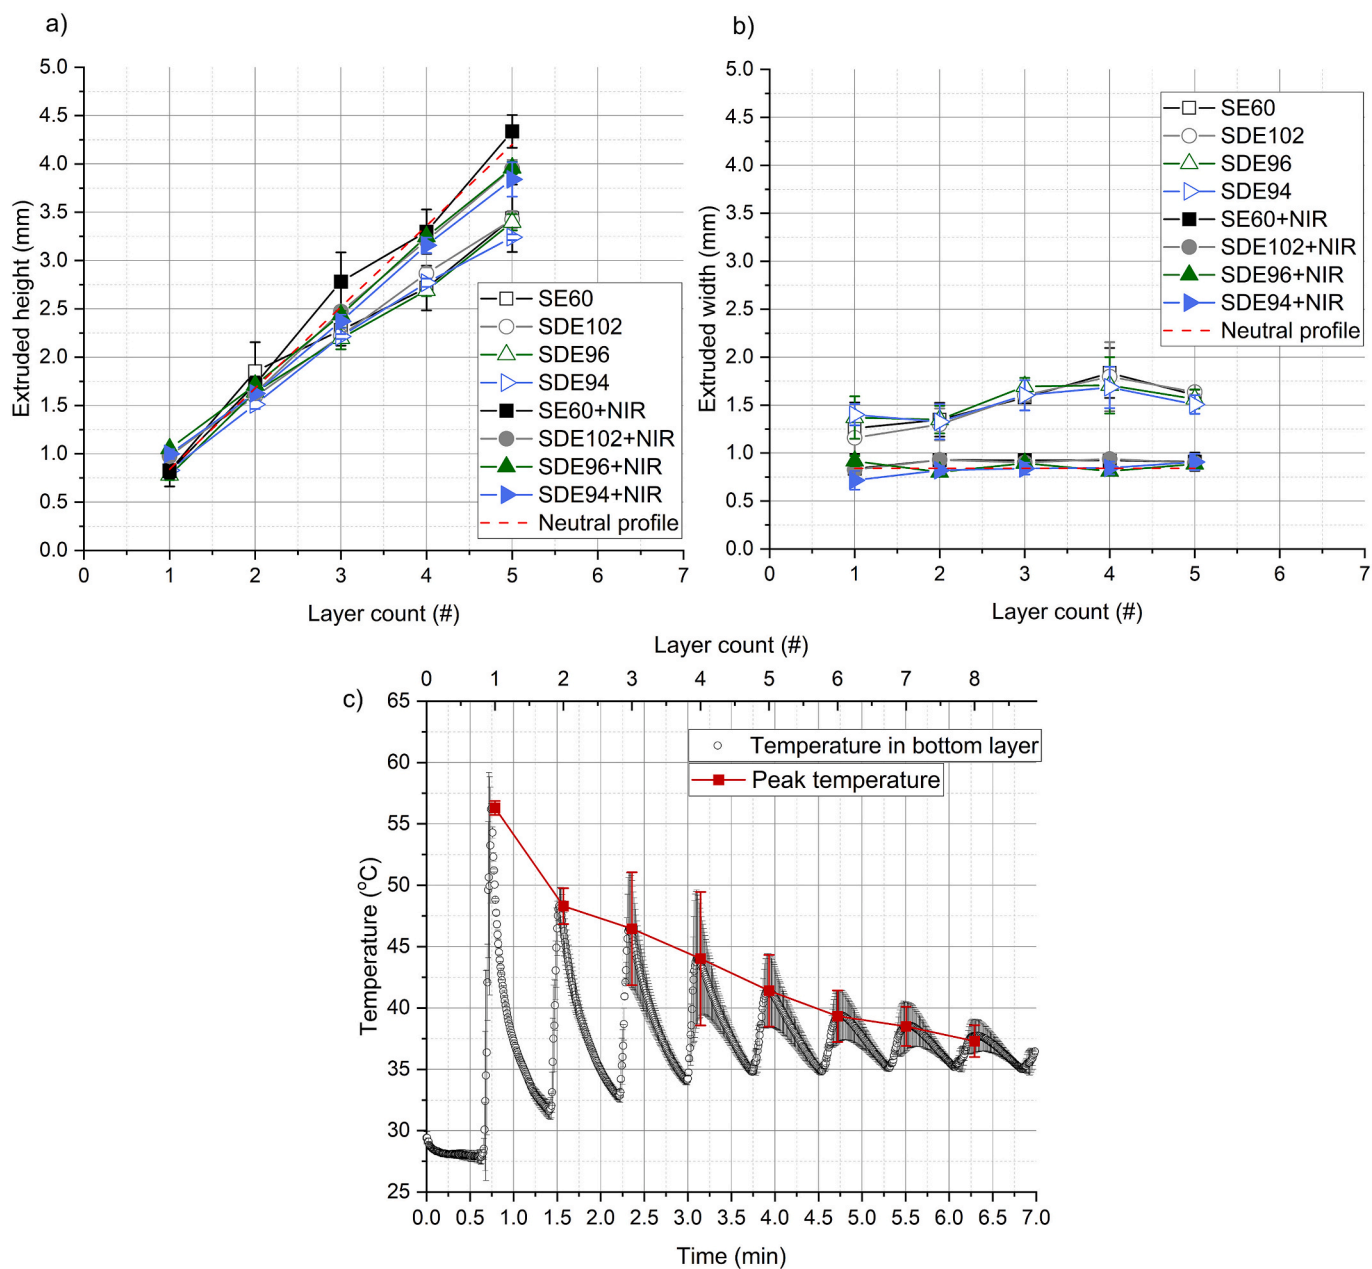 a)
5.0
4.5
4.0
3.5
3.0
2.5
2.0
1.5
1.0
0.5
0.0
Extruded height (mm)
0 1 2 3 4 5 6 7
Layer count (#)
SE60
SDE102
SDE96
SDE94
SE60+NIR
SDE102+NIR
SDE96+NIR
SDE94+NIR
Neutral profile
b)
5.0
4.5
4.0
3.5
3.0
2.5
2.0
1.5
1.0
0.5
0.0
Extruded width (mm)
0 1 2 3 4 5 6 7
Layer count (#)
SE60
SDE102
SDE96
SDE94
SE60+NIR
SDE102+NIR
SDE96+NIR
SDE94+NIR
Neutral profile
c)
Layer count (#)
0 1 2 3 4 5 6 7 8
65
60
55
50
45
40
35
30
25
Temperature (°C)
Temperature in bottom layer
Peak temperature
0.0 0.5 1.0 1.5 2.0 2.5 3.0 3.5 4.0 4.5 5.0 5.5 6.0 6.5 7.0
Time (min)